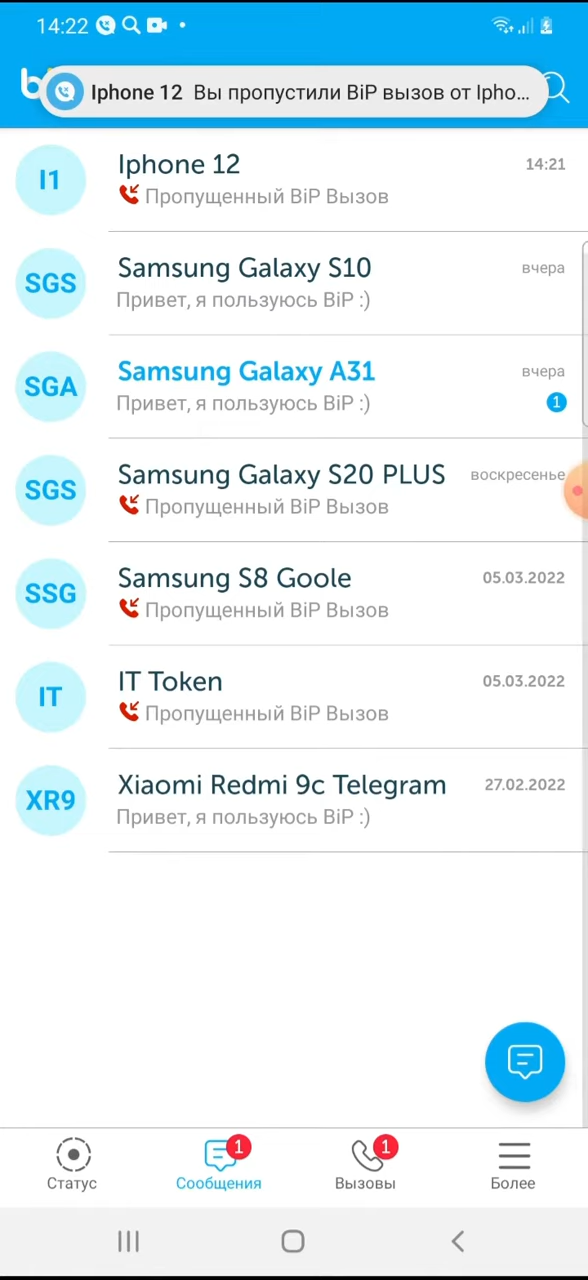 14:22
Iphone 12 Вы пропустили BiP вызов от Ipho...
I1
Iphone 12
14:21
Пропущенный BiP Вызов
SGS
Samsung Galaxy S10
вчера
Привет, я пользуюсь BiP :)
SGA
Samsung Galaxy A31
вчера
Привет, я пользуюсь BiP :)
1
SGS
Samsung Galaxy S20 PLUS
воскресенье
Пропущенный BiP Вызов
SSG
Samsung S8 Goole
05.03.2022
Пропущенный BiP Вызов
IT
IT Token
05.03.2022
Пропущенный BiP Вызов
XR9
Xiaomi Redmi 9c Telegram
27.02.2022
Привет, я пользуюсь BiP :)
1
1
Статус
Сообщения
Вызовы
Более